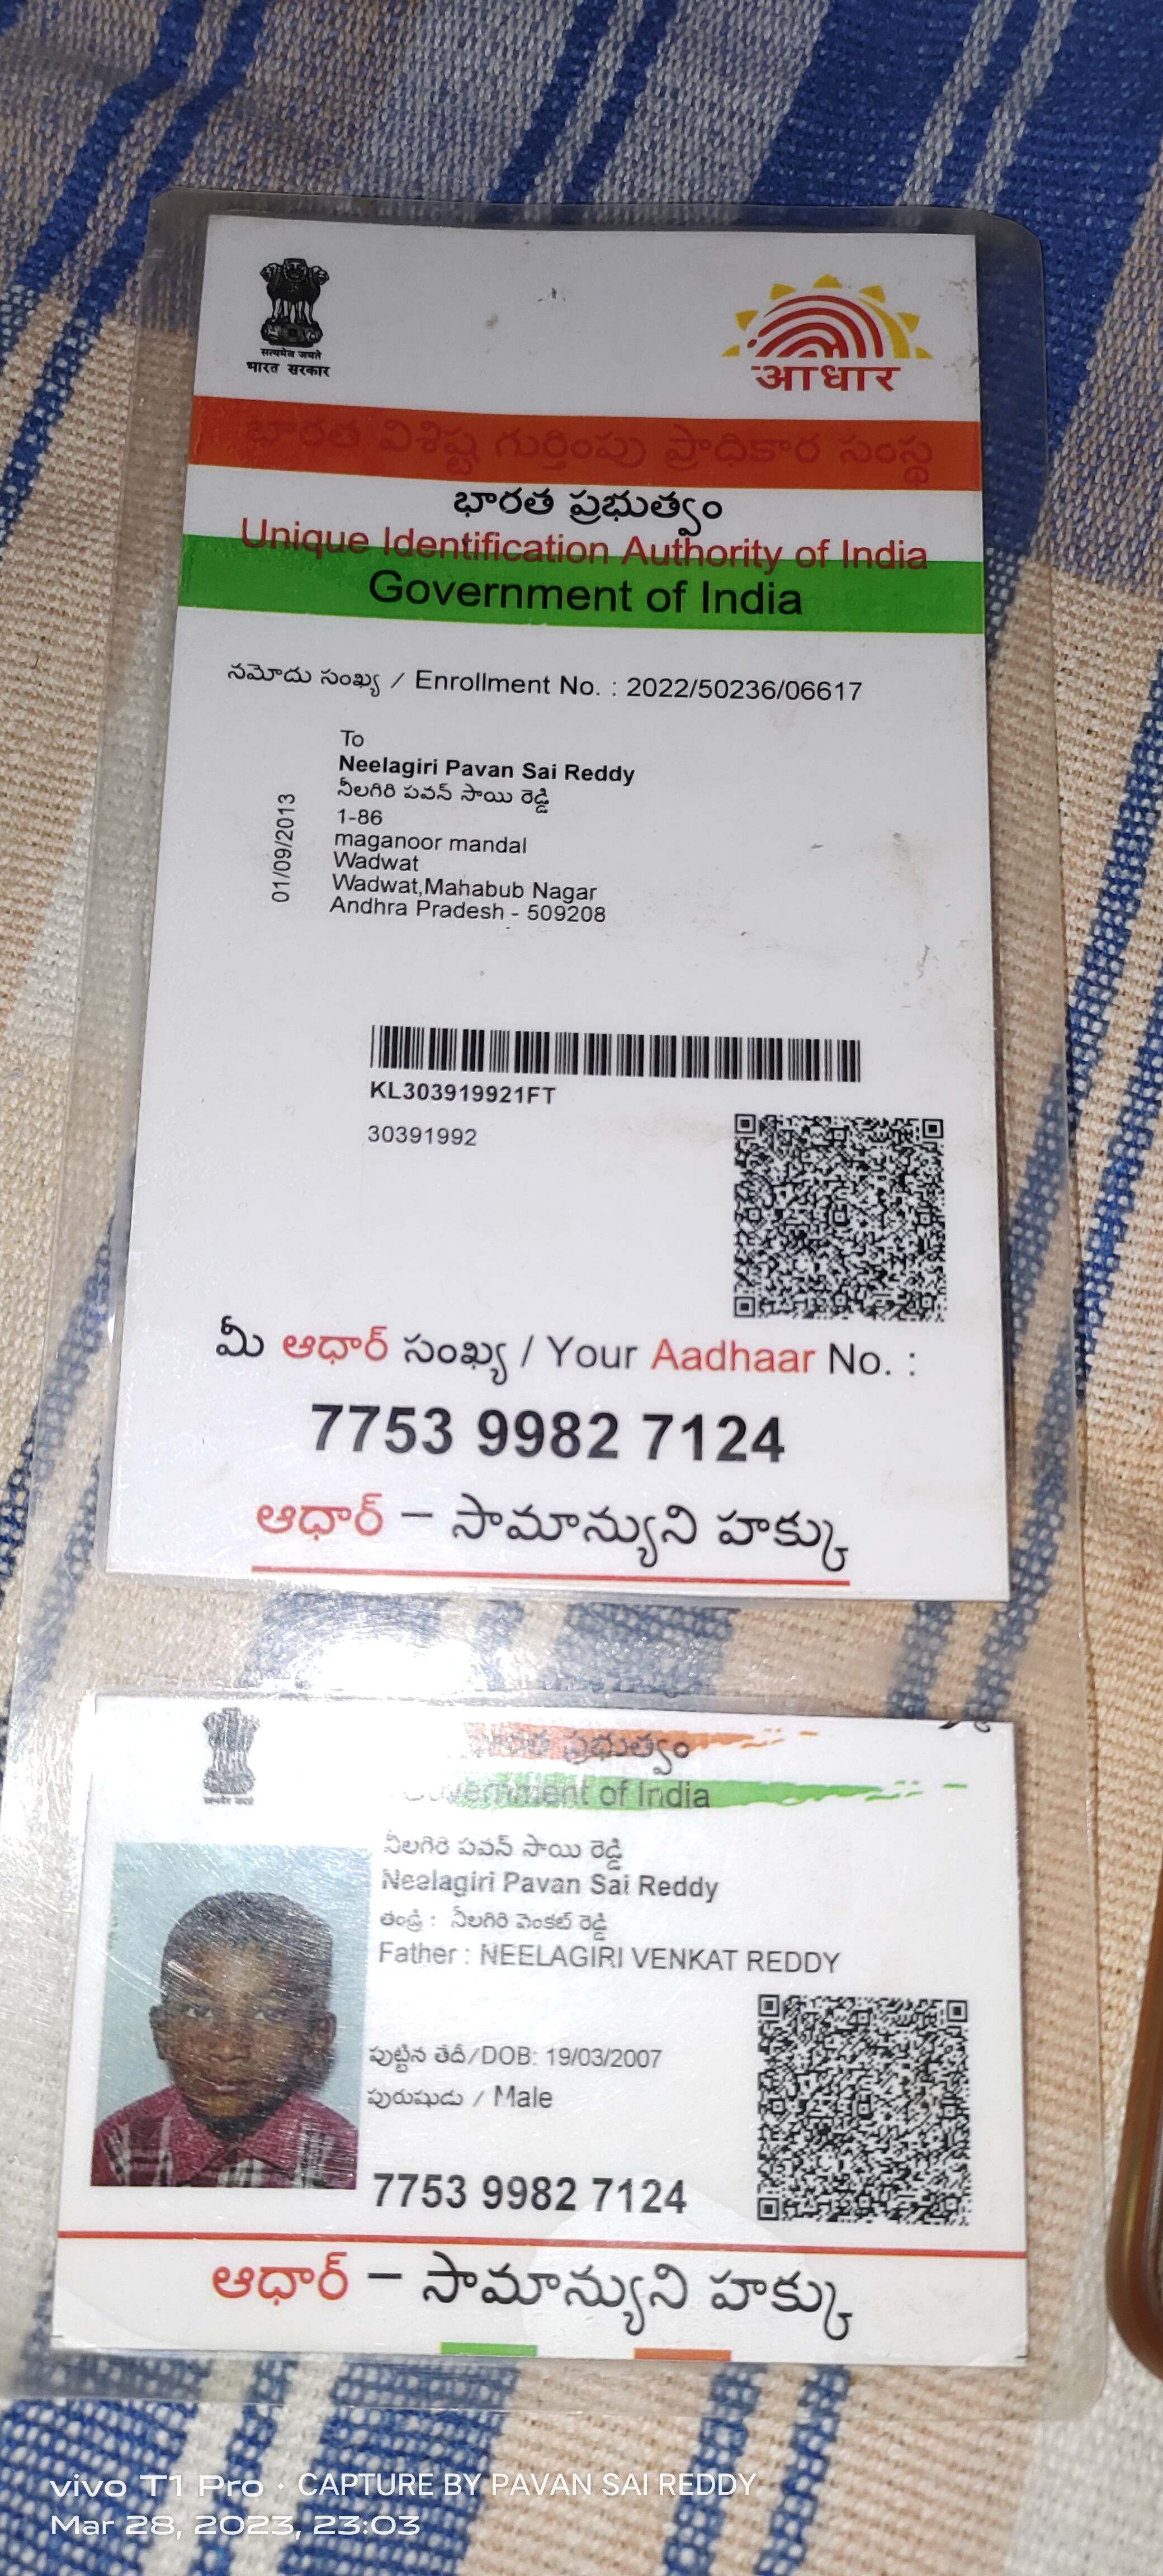 सत्यमेव जयते
भारत सरकार
आधार
భారత విశిష్ట గుర్తింపు ప్రాధికార సంస్థ
భారత ప్రభుత్వం
Unique Identification Authority of India
Government of India
నమోదు సంఖ్య / Enrollment No. : 2022/50236/06617
To
Neelagiri Pavan Sai Reddy
నీలగిరి పవన్ సాయి రెడ్డి
1-86
maganoor mandal
Wadwat
Wadwat,Mahabub Nagar
Andhra Pradesh - 509208
01/09/2013
KL303919921FT
30391992
మీ ఆధార్ సంఖ్య / Your Aadhaar No. :
7753 9982 7124
ఆధార్ – సామాన్యుని హక్కు
భారత ప్రభుత్వం
Government of India
నీలగిరి పవన్ సాయి రెడ్డి
Neelagiri Pavan Sai Reddy
తండ్రి : నీలగిరి వెంకట్ రెడ్డి
Father : NEELAGIRI VENKAT REDDY
పుట్టిన తేదీ/DOB: 19/03/2007
పురుషుడు / Male
7753 9982 7124
ఆధార్ – సామాన్యుని హక్కు
vivo T1 Pro · CAPTURE BY PAVAN SAI REDDY
Mar 28, 2023, 23:03